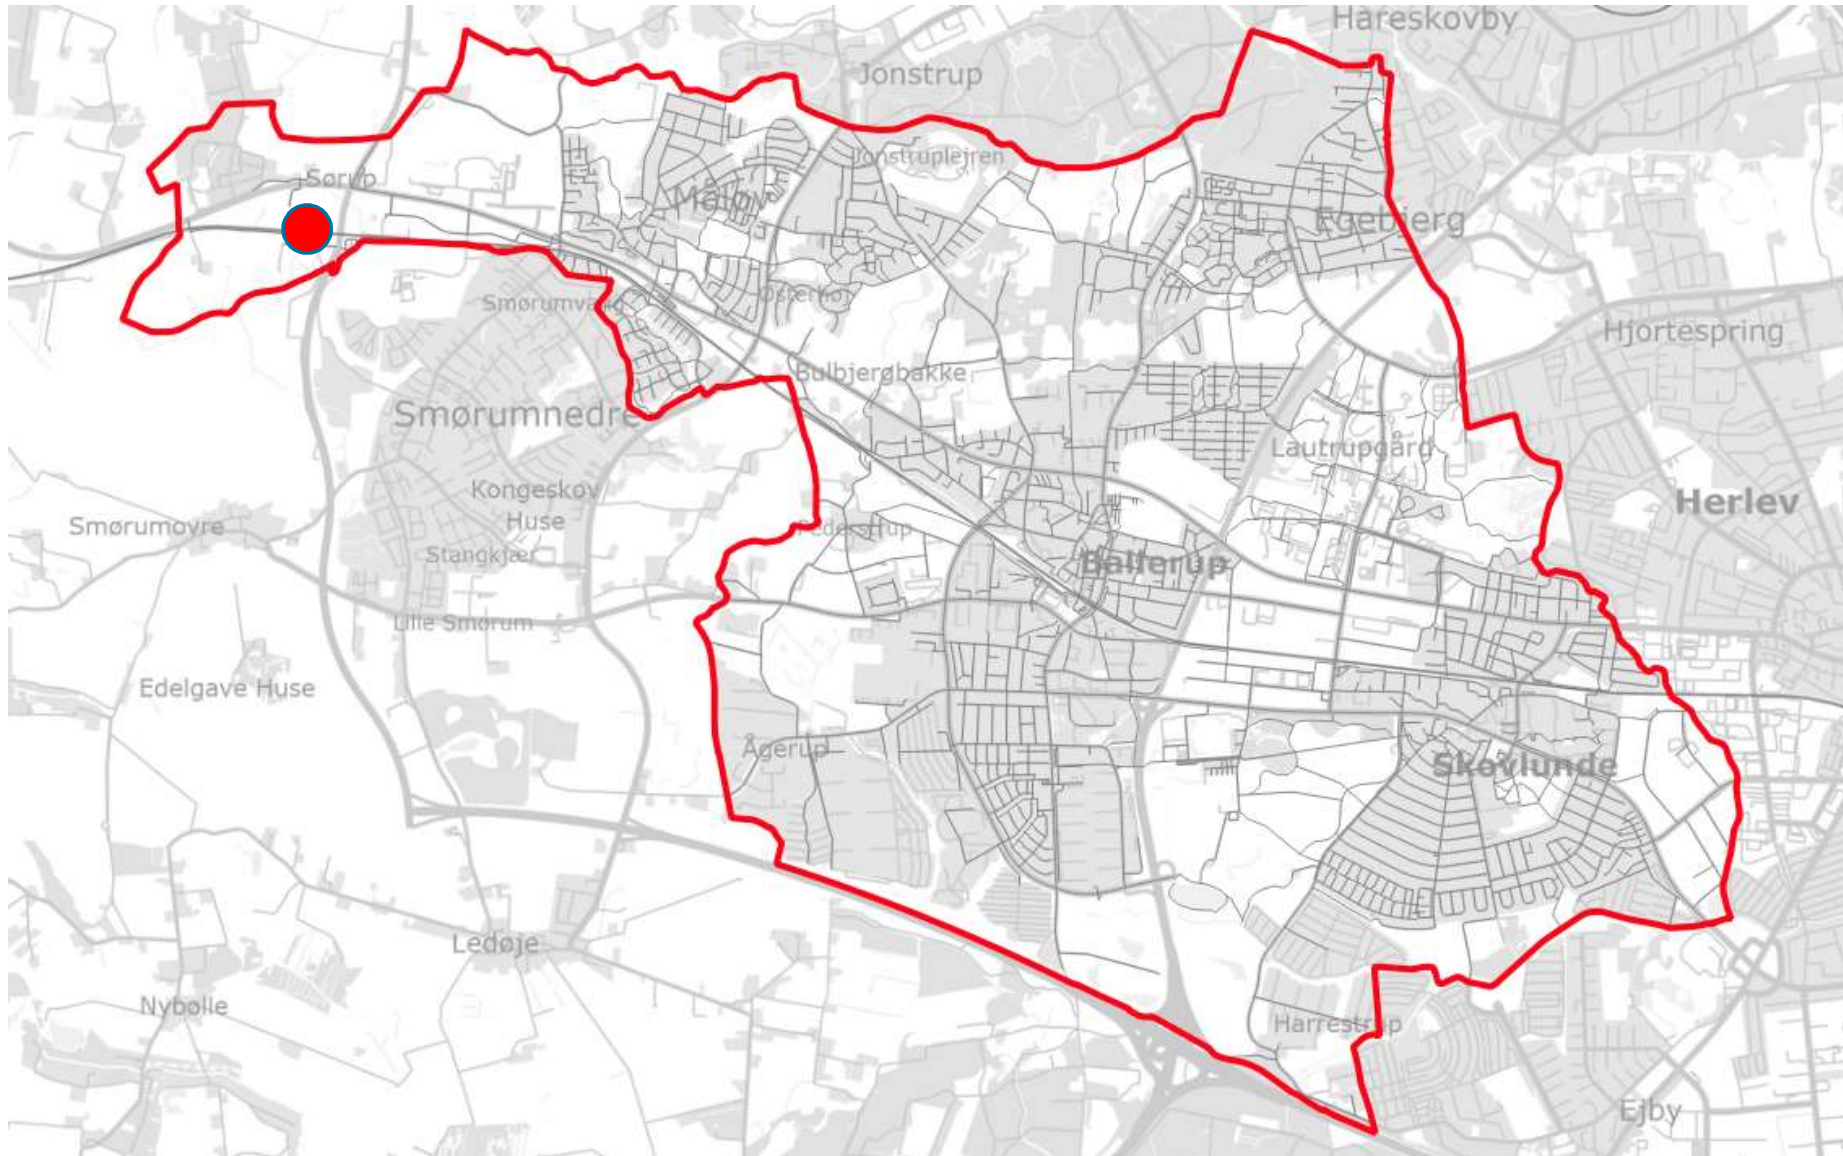 Hareskovby
Jonstrup
Jonstruplejren
Sørup
Måløv
Egebjerg
Østerhøj
Smørumvang
Hjortespring
Bulbjergbakke
Smørumnedre
Lautrupgård
Kongeskov
Huse
Herlev
Smørumovre
Pederstrup
Stangkjær
Ballerup
Lille Smørum
Edelgave Huse
Ågerup
Skovlunde
Ledøje
Nybølle
Harrestrup
Ejby